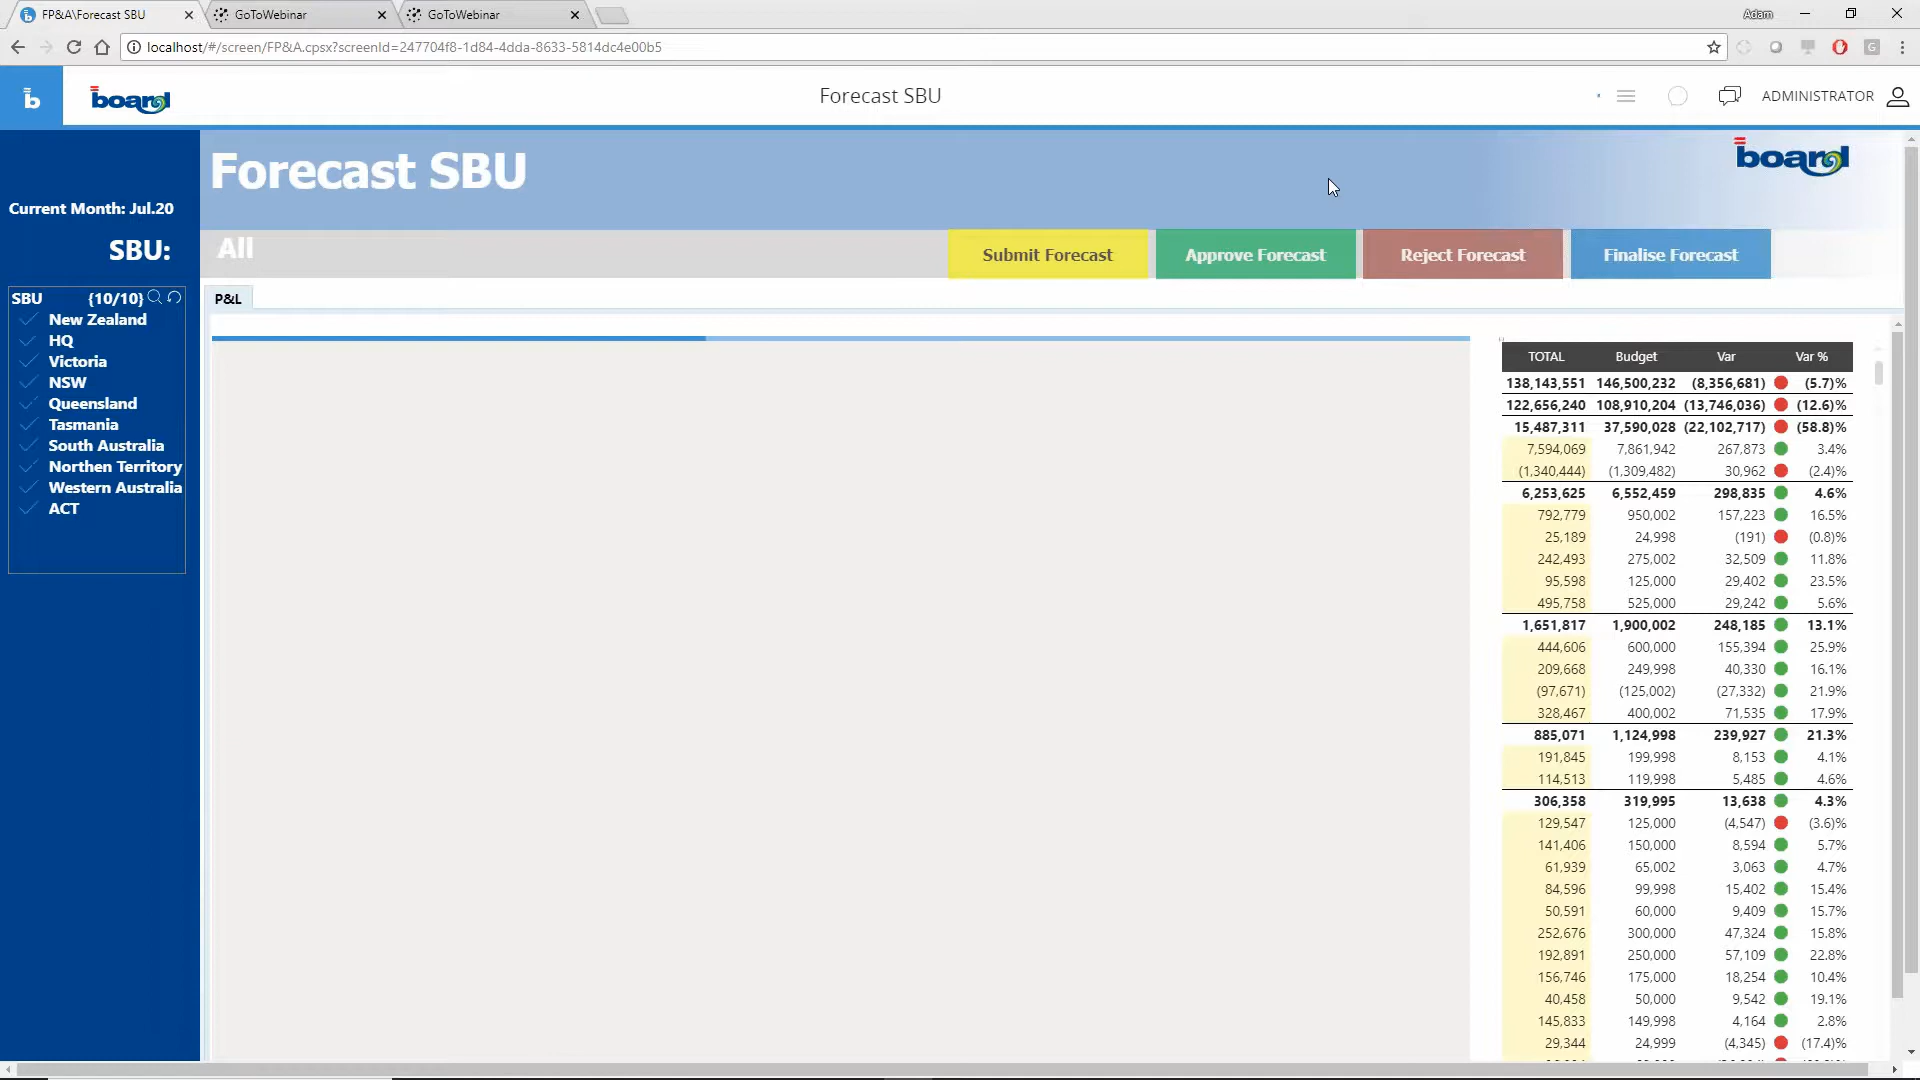 FP&A\Forecast SBU
GoToWebinar
GoToWebinar
Adam
localhost/#/screen/FP&A.cpsx?screenId=247704f8-1d84-4dda-8633-5814dc4e00b5
G
b
board
Forecast SBU
ADMINISTRATOR
Forecast SBU
board
Current Month: Jul.20
SBU:
All
Submit Forecast
Approve Forecast
Reject Forecast
Finalise Forecast
SBU {10/10}
New Zealand
HQ
Victoria
NSW
Queensland
Tasmania
South Australia
Northen Territory
Western Australia
ACT
P&L
TOTAL Budget Var Var %
138,143,551 146,500,232 (8,356,681) (5.7)%
122,656,240 108,910,204 (13,746,036) (12.6)%
15,487,311 37,590,028 (22,102,717) (58.8)%
7,594,069 7,861,942 267,873 3.4%
(1,340,444) (1,309,482) 30,962 (2.4)%
6,253,625 6,552,459 298,835 4.6%
792,779 950,002 157,223 16.5%
25,189 24,998 (191) (0.8)%
242,493 275,002 32,509 11.8%
95,598 125,000 29,402 23.5%
495,758 525,000 29,242 5.6%
1,651,817 1,900,002 248,185 13.1%
444,606 600,000 155,394 25.9%
209,668 249,998 40,330 16.1%
(97,671) (125,002) (27,332) 21.9%
328,467 400,002 71,535 17.9%
885,071 1,124,998 239,927 21.3%
191,845 199,998 8,153 4.1%
114,513 119,998 5,485 4.6%
306,358 319,995 13,638 4.3%
129,547 125,000 (4,547) (3.6)%
141,406 150,000 8,594 5.7%
61,939 65,002 3,063 4.7%
84,596 99,998 15,402 15.4%
50,591 60,000 9,409 15.7%
252,676 300,000 47,324 15.8%
192,891 250,000 57,109 22.8%
156,746 175,000 18,254 10.4%
40,458 50,000 9,542 19.1%
145,833 149,998 4,164 2.8%
29,344 24,999 (4,345) (17.4)%